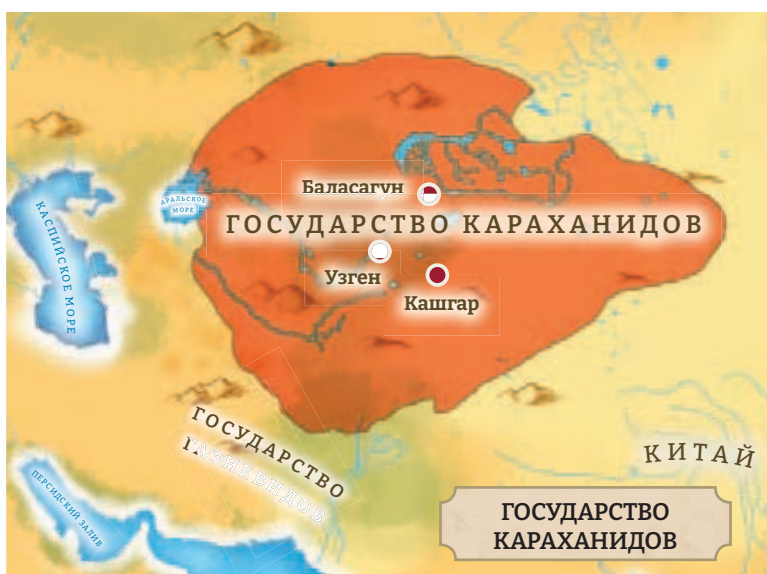 Баласагун
АРАЛЬСКОЕ
МОРЕ
КАСПИЙСКОЕ МОРЕ
ГОСУДАРСТВО КАРАХАНИДОВ
Узген
Кашгар
ГОСУДАРСТВО
ГАЗНЕВИДОВ
КИТАЙ
ПЕРСИДСКИЙ ЗАЛИВ
ГОСУДАРСТВО
КАРАХАНИДОВ